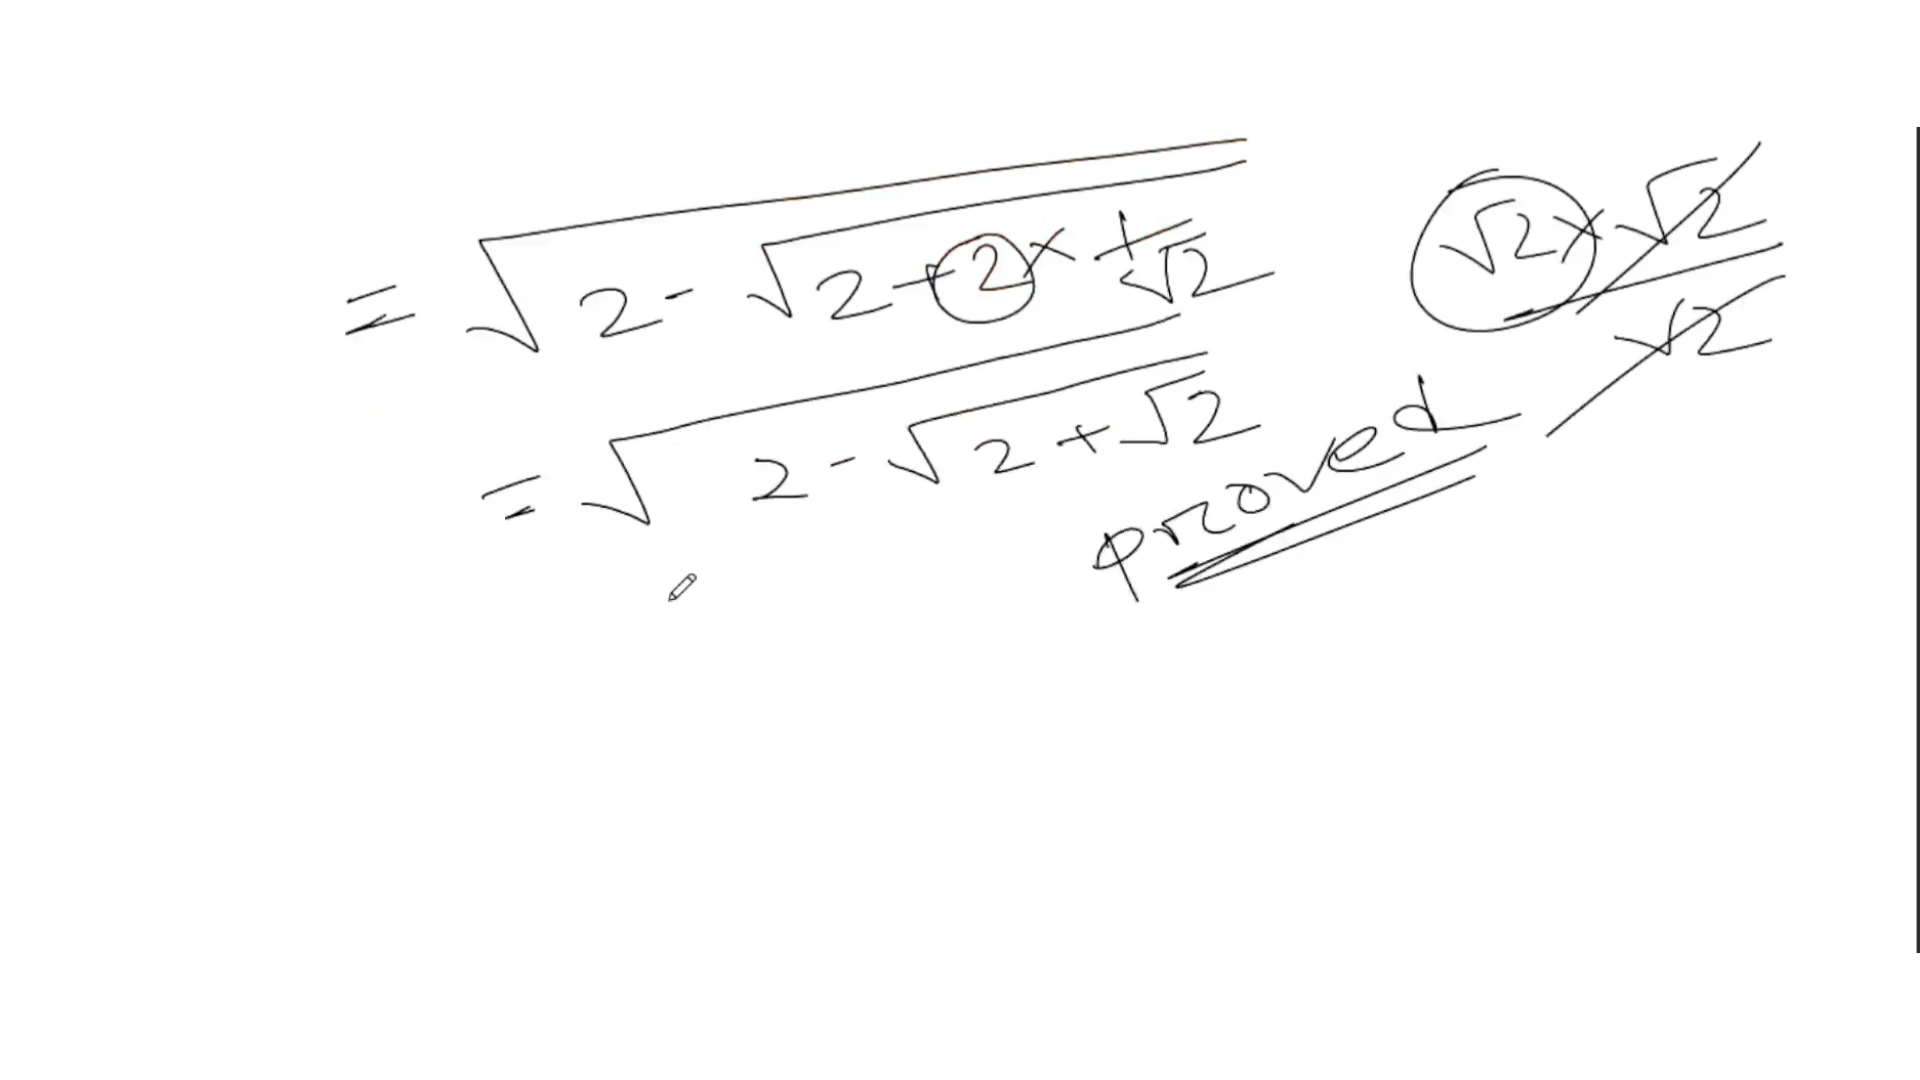 = √(2 - √(2 + 2 × 1/√2))
√2 × √2 / √2
= √(2 - √(2 + √2))
proved